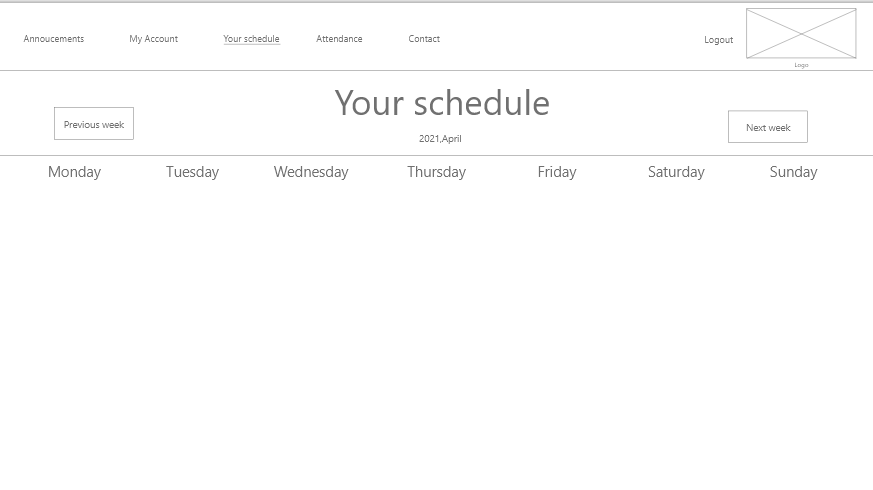 Annoucements My Account Your schedule Attendance Contact Logout
Logo
Your schedule
Previous week
Next week
2021,April
Monday Tuesday Wednesday Thursday Friday Saturday Sunday